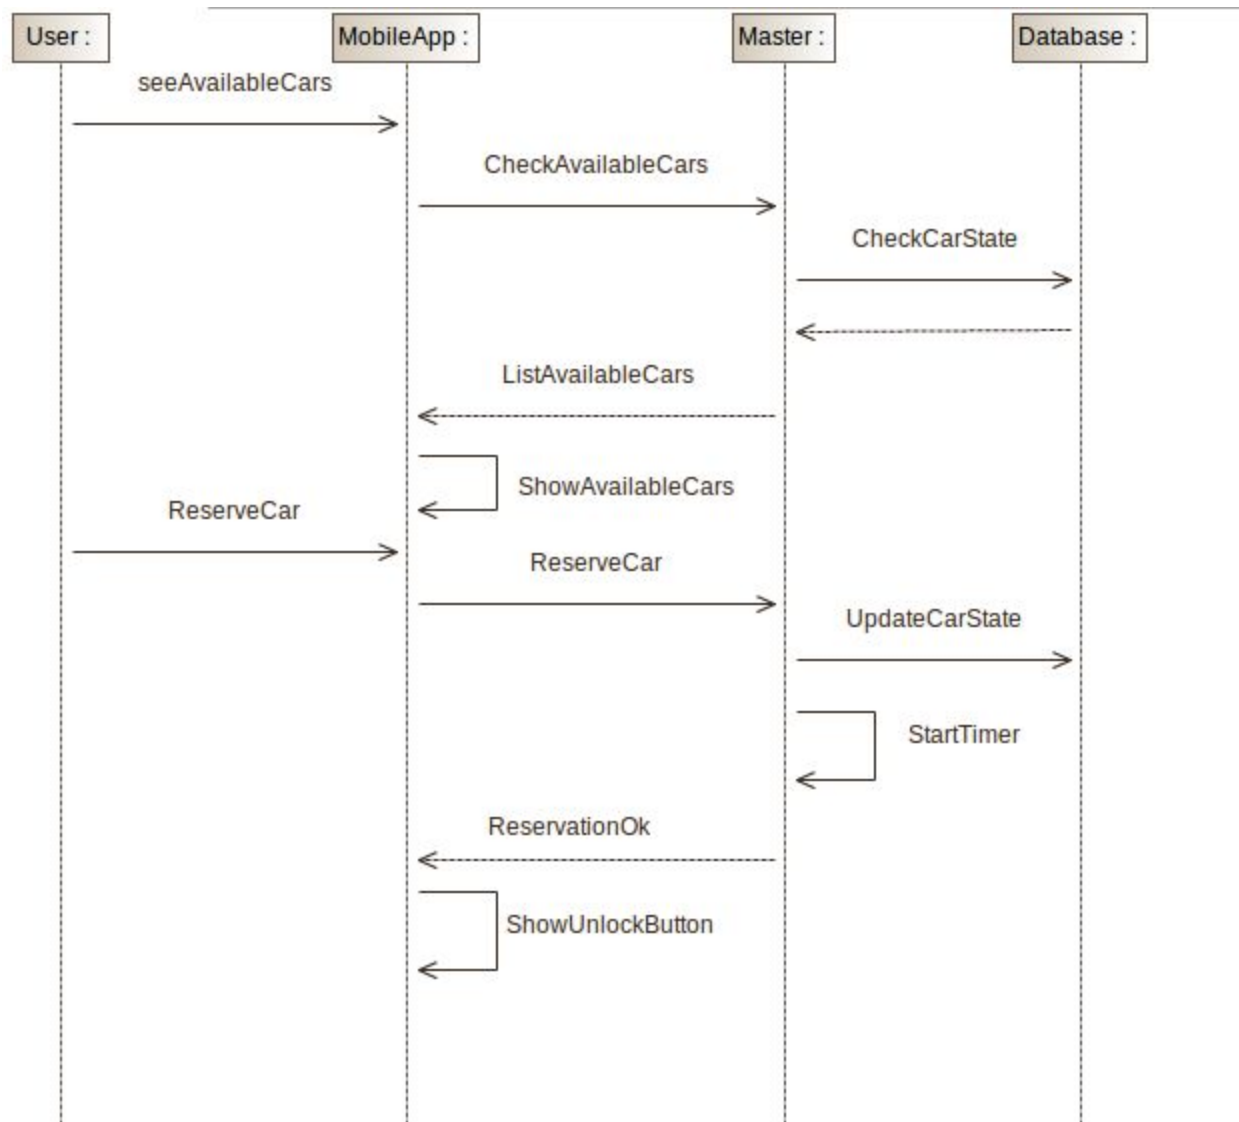 User :
MobileApp :
Master :
Database :
seeAvailableCars
CheckAvailableCars
CheckCarState
ListAvailableCars
ShowAvailableCars
ReserveCar
ReserveCar
UpdateCarState
StartTimer
ReservationOk
ShowUnlockButton